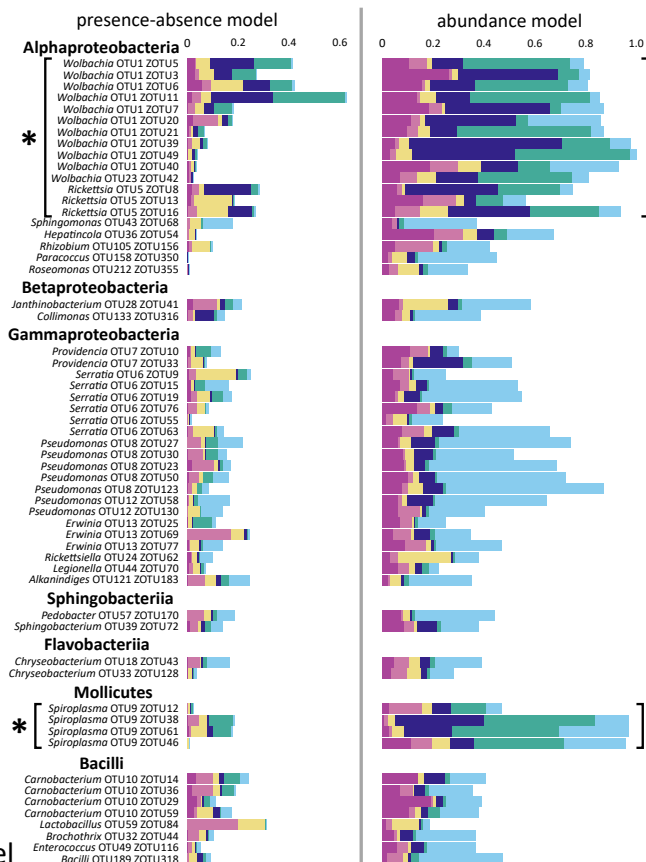 presence-absence model abundance model
0 0.2 0.4 0.6 0 0.2 0.4 0.6 0.8 1.0
Alphaproteobacteria
Wolbachia OTU1 ZOTU5
Wolbachia OTU1 ZOTU3
Wolbachia OTU1 ZOTU6
Wolbachia OTU1 ZOTU11
Wolbachia OTU1 ZOTU7
Wolbachia OTU1 ZOTU20
Wolbachia OTU1 ZOTU21
Wolbachia OTU1 ZOTU39
Wolbachia OTU1 ZOTU49
Wolbachia OTU1 ZOTU40
Wolbachia OTU23 ZOTU42
Rickettsia OTU5 ZOTU8
Rickettsia OTU5 ZOTU13
Rickettsia OTU5 ZOTU16
*
Sphingomonas OTU43 ZOTU68
Hepatincola OTU36 ZOTU54
Rhizobium OTU105 ZOTU156
Paracoccus OTU158 ZOTU350
Roseomonas OTU212 ZOTU355
Betaproteobacteria
Janthinobacterium OTU28 ZOTU41
Collimonas OTU133 ZOTU316
Gammaproteobacteria
Providencia OTU7 ZOTU10
Providencia OTU7 ZOTU33
Serratia OTU6 ZOTU9
Serratia OTU6 ZOTU15
Serratia OTU6 ZOTU19
Serratia OTU6 ZOTU76
Serratia OTU6 ZOTU55
Serratia OTU6 ZOTU63
Pseudomonas OTU8 ZOTU27
Pseudomonas OTU8 ZOTU30
Pseudomonas OTU8 ZOTU23
Pseudomonas OTU8 ZOTU50
Pseudomonas OTU8 ZOTU123
Pseudomonas OTU12 ZOTU58
Pseudomonas OTU12 ZOTU130
Erwinia OTU13 ZOTU25
Erwinia OTU13 ZOTU69
Erwinia OTU13 ZOTU77
Rickettsiella OTU24 ZOTU62
Legionella OTU44 ZOTU70
Alkanindiges OTU121 ZOTU183
Sphingobacteriia
Pedobacter OTU57 ZOTU170
Sphingobacterium OTU39 ZOTU72
Flavobacteriia
Chryseobacterium OTU18 ZOTU43
Chryseobacterium OTU33 ZOTU128
Mollicutes
Spiroplasma OTU9 ZOTU12
Spiroplasma OTU9 ZOTU38
Spiroplasma OTU9 ZOTU61
Spiroplasma OTU9 ZOTU46
*
Bacilli
Carnobacterium OTU10 ZOTU14
Carnobacterium OTU10 ZOTU36
Carnobacterium OTU10 ZOTU29
Carnobacterium OTU10 ZOTU59
Lactobacillus OTU59 ZOTU84
Brochothrix OTU32 ZOTU44
Enterococcus OTU49 ZOTU116
Bacilli OTU189 ZOTU318
el